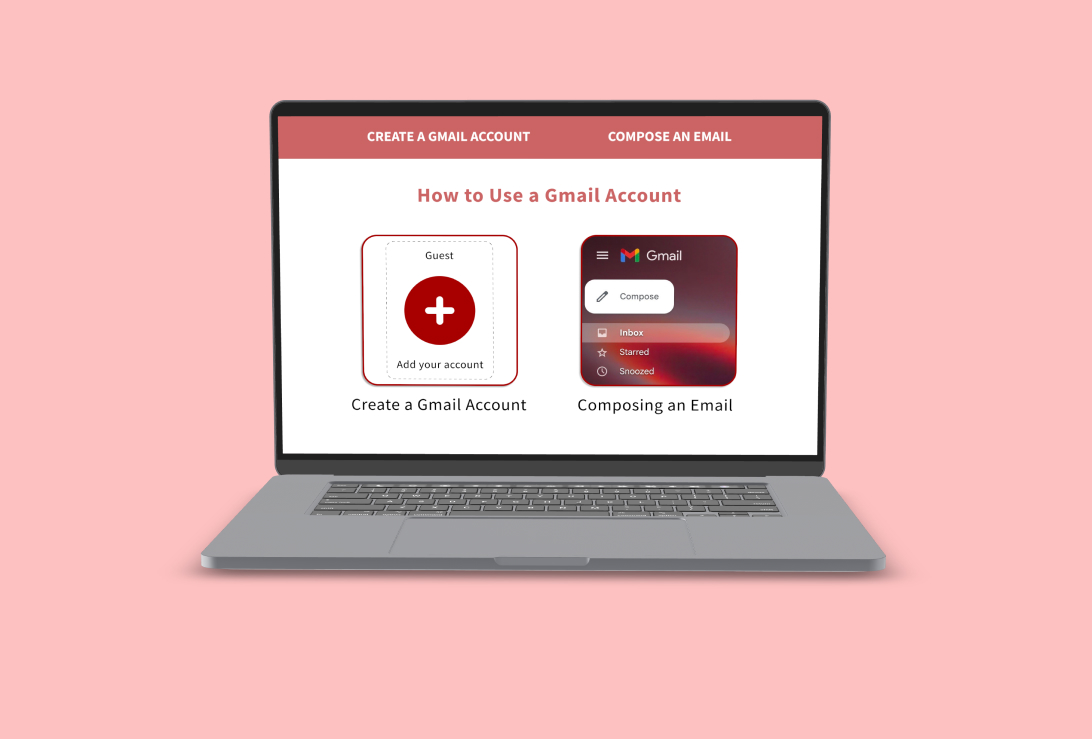 CREATE A GMAIL ACCOUNT
COMPOSE AN EMAIL
How to Use a Gmail Account
Guest
Add your account
Create a Gmail Account
Gmail
Compose
Inbox
Starred
Snoozed
Composing an Email